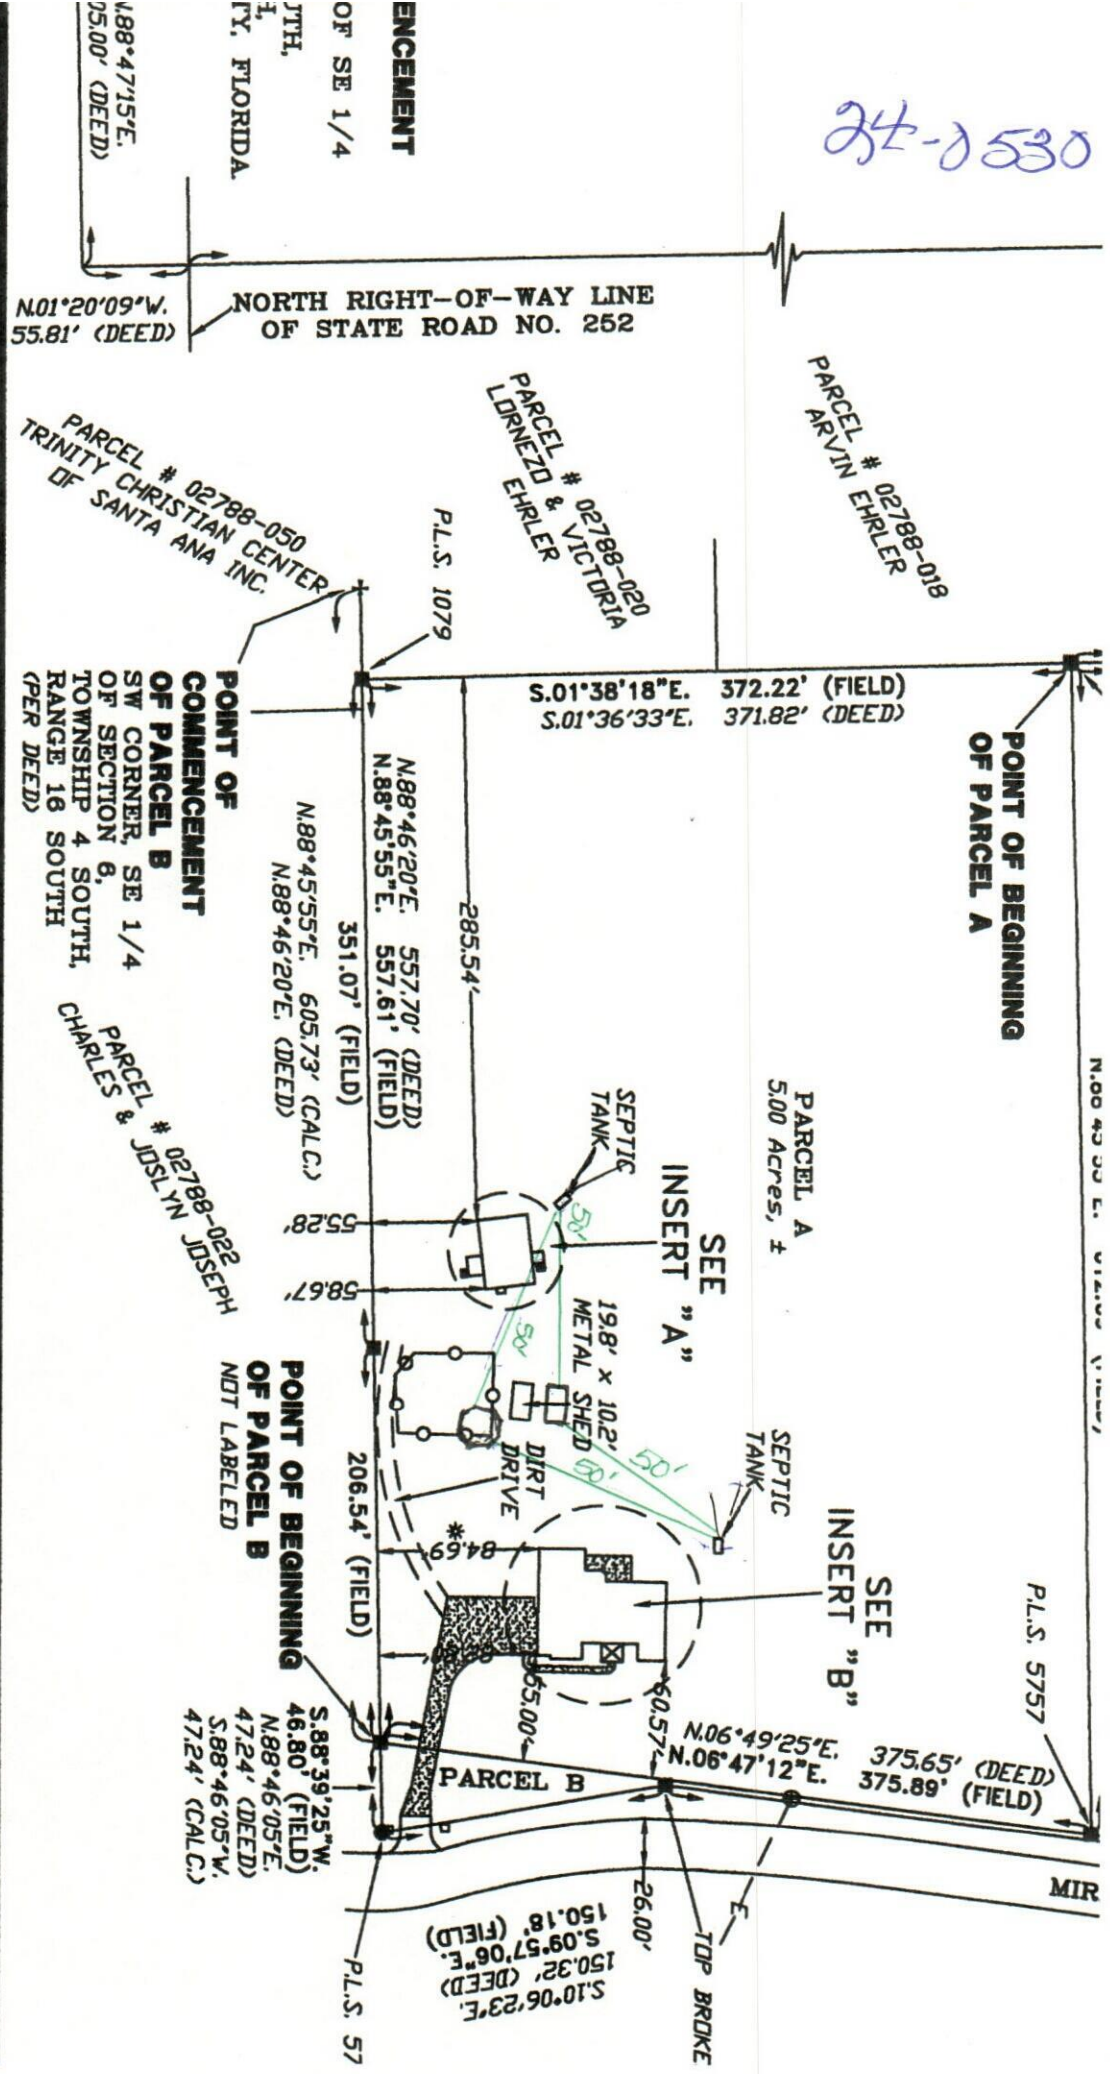 24-0530
ENCEMENT
OF SE 1/4
UTH,
H,
TY, FLORIDA.
N.88°47'15"E.
05.00' (DEED)
N.01°20'09"W.
55.81' (DEED)
NORTH RIGHT-OF-WAY LINE
OF STATE ROAD NO. 252
PARCEL # 02788-018
ARVIN EHRLER
PARCEL # 02788-020
LORNEZO & VICTORIA
EHRLER
PARCEL # 02788-050
TRINITY CHRISTIAN CENTER
OF SANTA ANA INC.
P.L.S. 1079
S.01°38'18"E. 372.22' (FIELD)
S.01°36'33"E. 371.82' (DEED)
POINT OF BEGINNING
OF PARCEL A
POINT OF
COMMENCEMENT
OF PARCEL B
SW CORNER, SE 1/4
OF SECTION 6,
TOWNSHIP 4 SOUTH,
RANGE 16 SOUTH
(PER DEED)
N.88°46'20"E. 557.70' (DEED)
N.88°45'55"E. 557.61' (FIELD)
351.07' (FIELD)
N.88°45'55"E. 605.73' (CALC.)
N.88°46'20"E. (DEED)
285.54'
PARCEL A
5.00 Acres, ±
SEPTIC
TANK
SEE
INSERT "A"
50'
50'
55.28'
58.67'
PARCEL # 02788-022
CHARLES & JOSLYN JOSEPH
19.8' x 10.2'
METAL SHED
DIRT
DRIVE
50'
50'
SEPTIC
TANK
SEE
INSERT "B"
84.69'
*
206.54' (FIELD)
POINT OF BEGINNING
OF PARCEL B
NOT LABELED
P.L.S. 5757
65.00'
60.57'
N.06°49'25"E. 375.65' (DEED)
N.06°47'12"E. 375.89' (FIELD)
PARCEL B
S.88°39'25"W.
46.80' (FIELD)
N.88°46'05"E.
47.24' (DEED)
S.88°46'05"W.
47.24' (CALC.)
MIR
26.00'
E
TOP BROKE
S.10°06'23"E.
150.32' (DEED)
S.09°57'06"E.
150.18' (FIELD)
P.L.S. 57